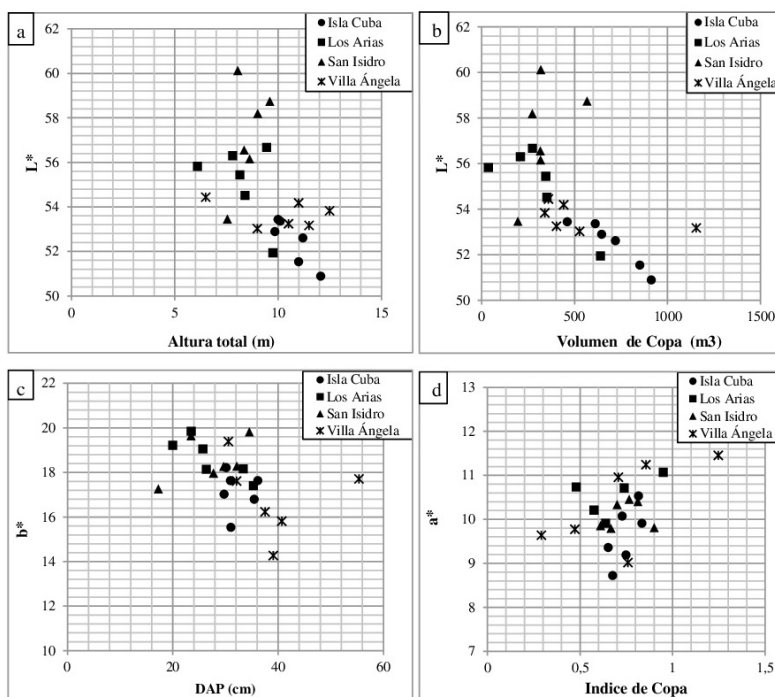 a
62
60
58
56
54
52
50
L*
0
5
10
15
Altura total (m)
Isla Cuba
Los Arias
San Isidro
Villa Ángela
b
62
60
58
56
54
52
50
L*
0
500
1000
1500
Volumen de Copa (m3)
Isla Cuba
Los Arias
San Isidro
Villa Ángela
c
22
20
18
16
14
12
10
b*
0
20
40
60
DAP (cm)
Isla Cuba
Los Arias
San Isidro
Villa Ángela
d
13
12
11
10
9
8
7
a*
0
0,5
1
1,5
Indice de Copa
Isla Cuba
Los Arias
San Isidro
Villa Ángela